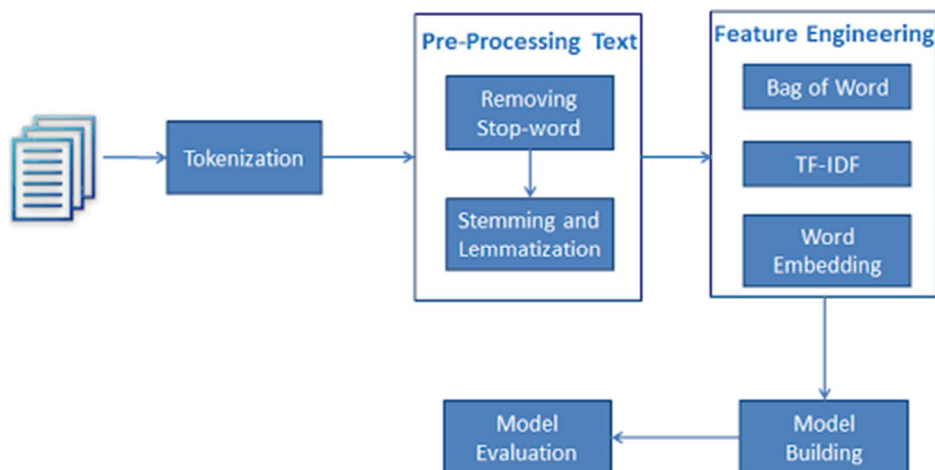 Pre-Processing Text
Feature Engineering
Tokenization
Removing
Stop-word
Stemming and
Lemmatization
Bag of Word
TF-IDF
Word
Embedding
Model
Building
Model
Evaluation